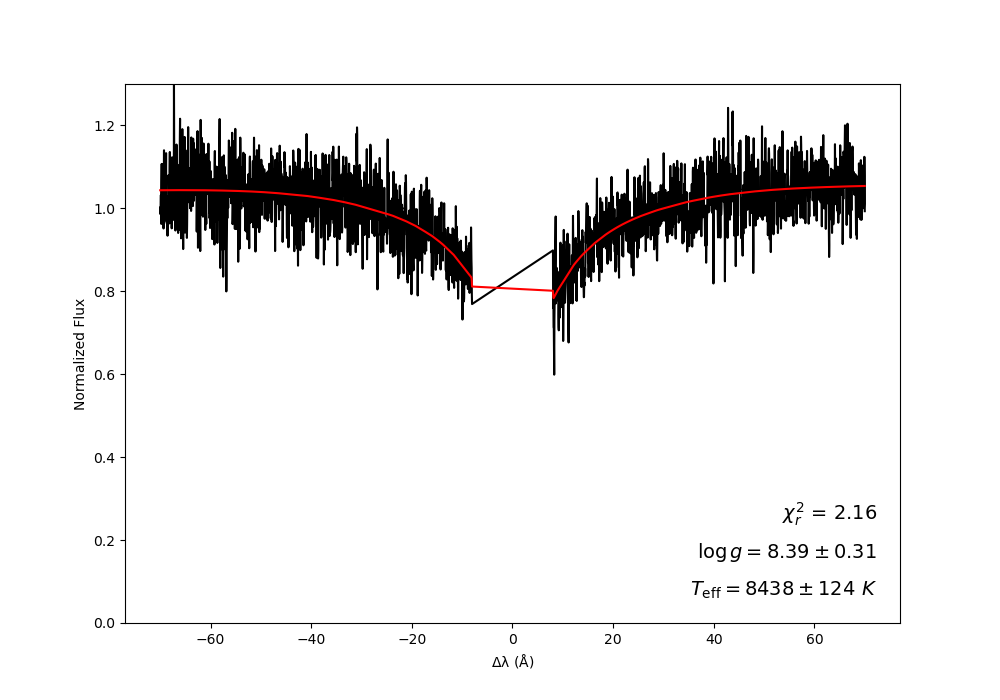 1.2
1.0
0.8
0.6
0.4
0.2
0.0
Normalized Flux
χ²ᵣ = 2.16
log g = 8.39 ± 0.31
T_eff = 8438 ± 124 K
−60 −40 −20 0 20 40 60
Δλ (Å)